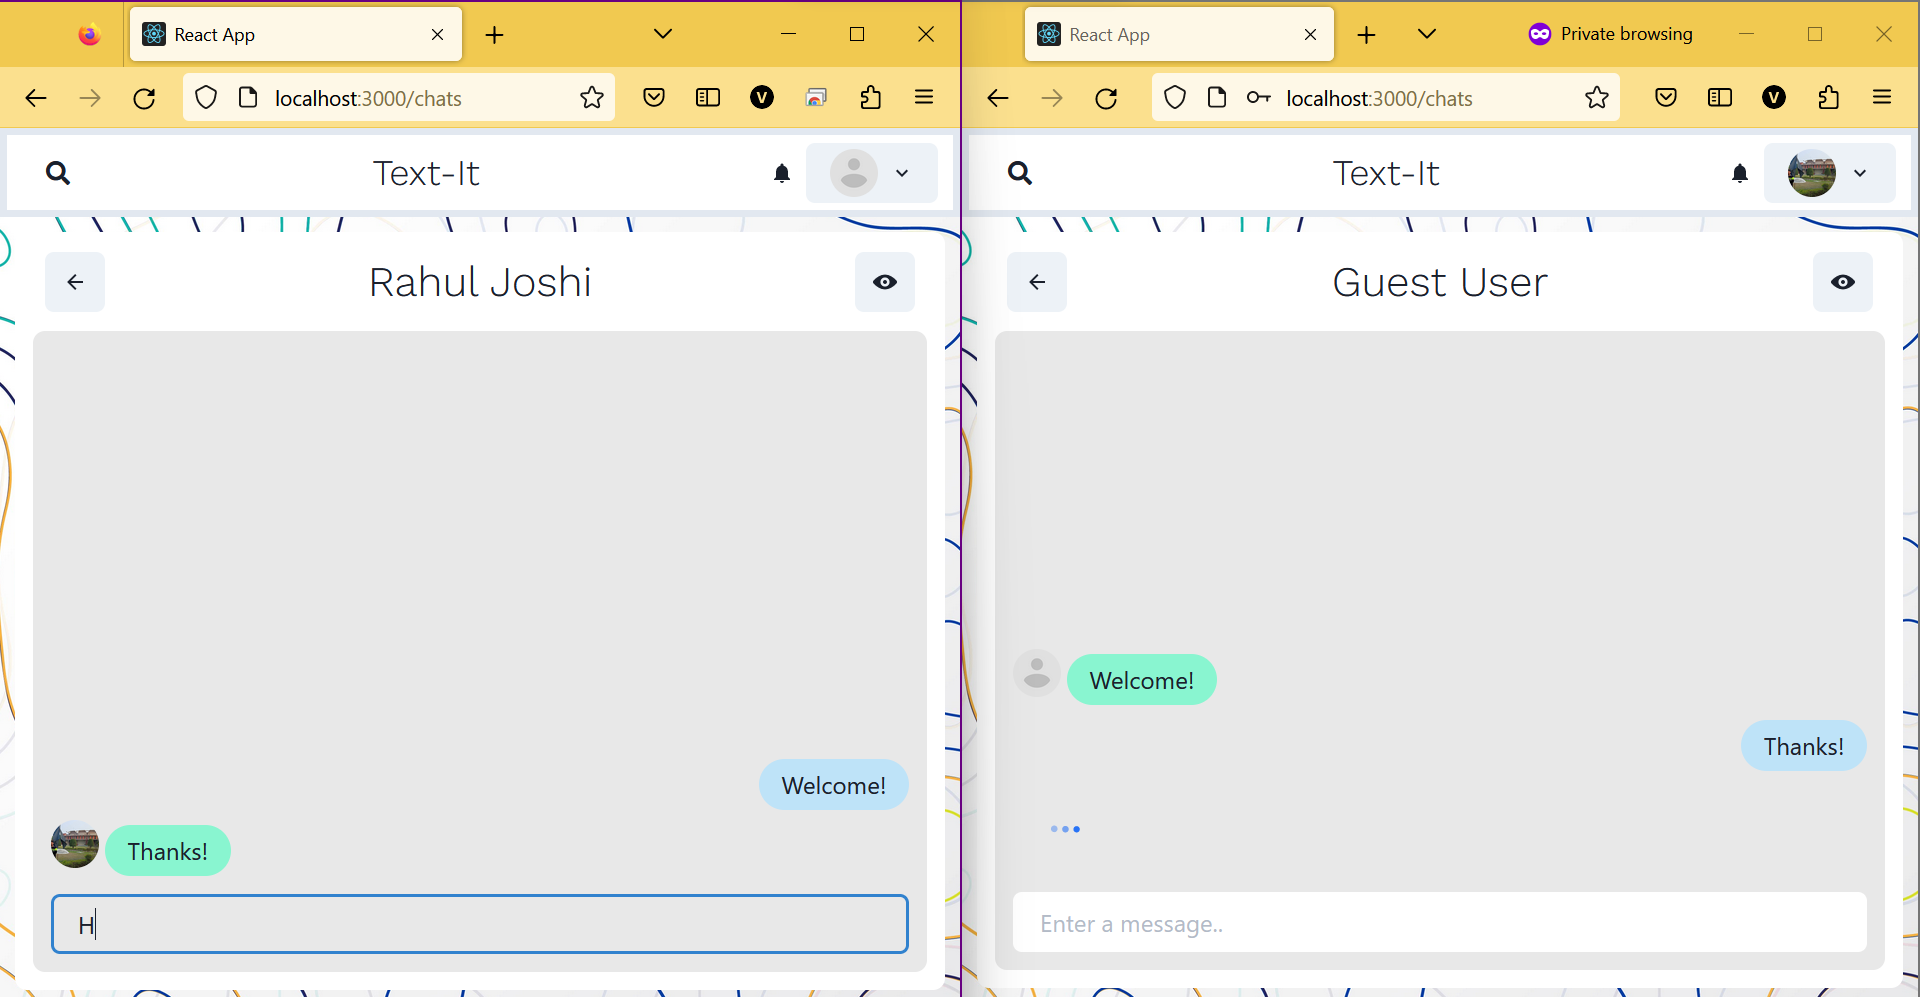 React App
localhost:3000/chats
V
Text-It
Rahul Joshi
Welcome!
Thanks!
H
React App
Private browsing
localhost:3000/chats
V
Text-It
Guest User
Welcome!
Thanks!
Enter a message..